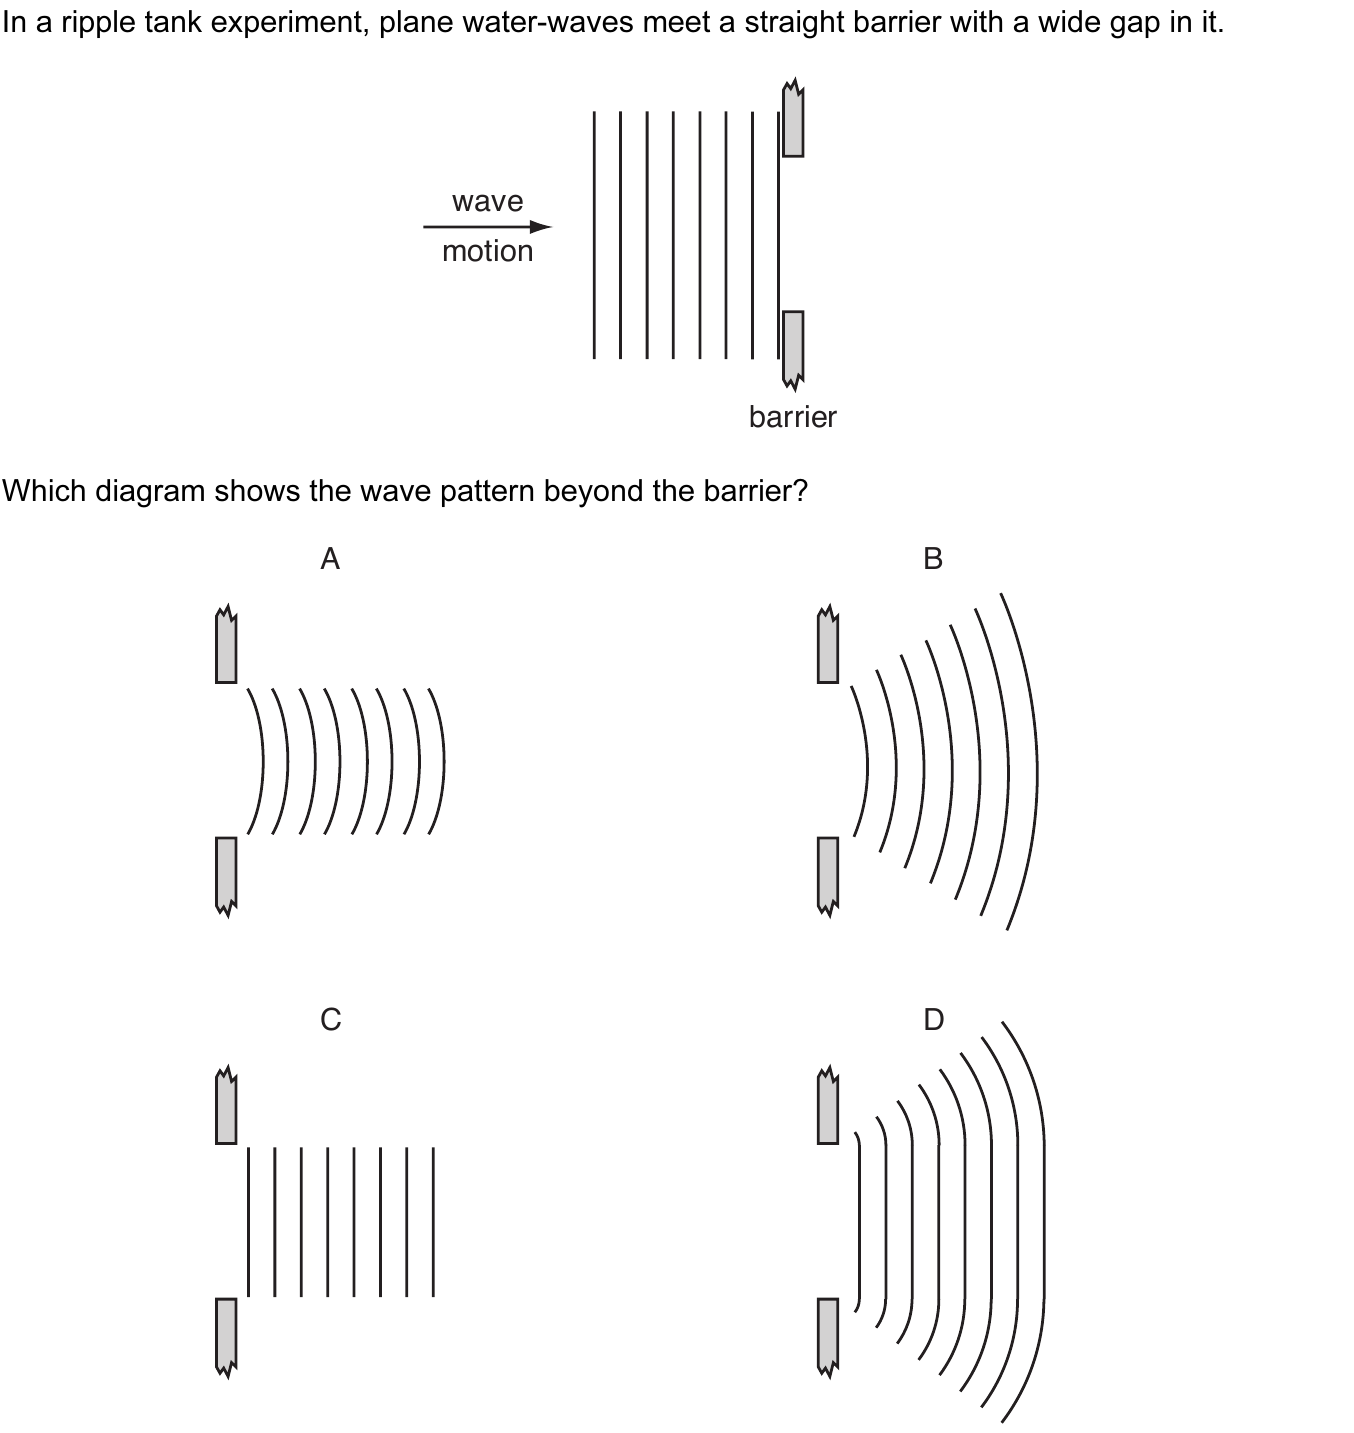 In a ripple tank experiment, plane water-waves meet a straight barrier with a wide gap in it.
wave
motion
barrier
Which diagram shows the wave pattern beyond the barrier?
A
B
C
D